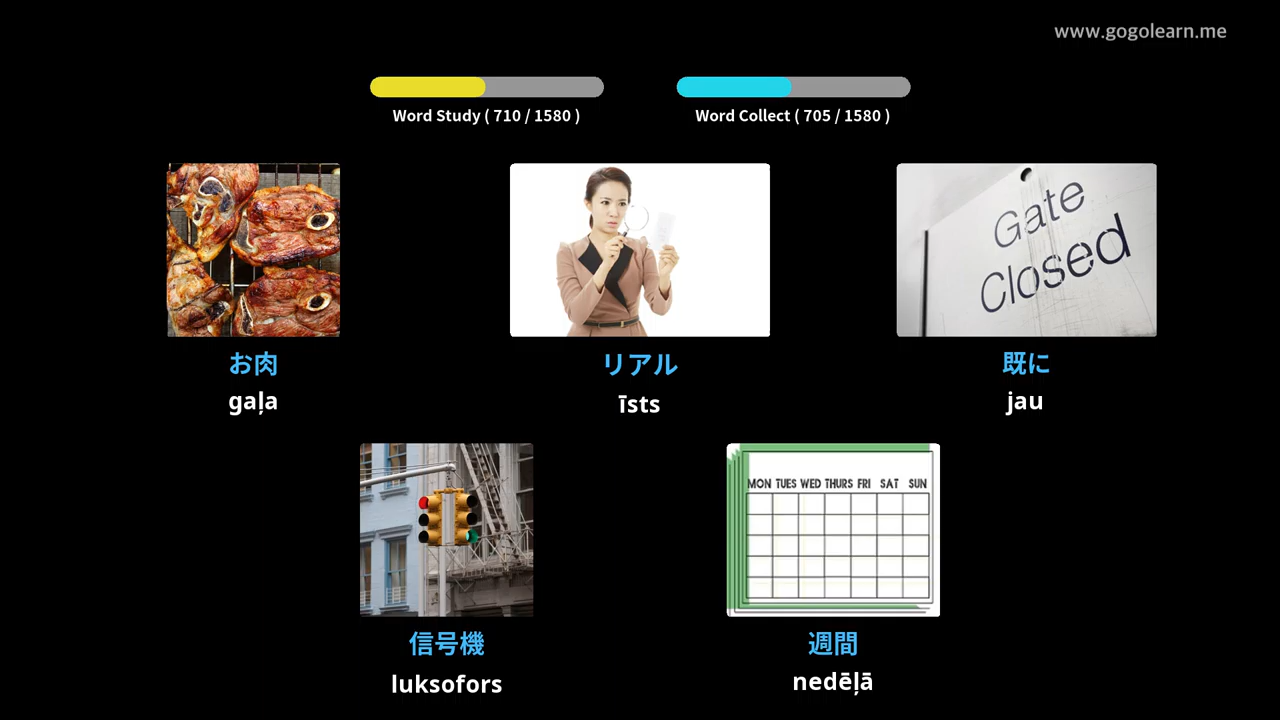 www.gogolearn.me
Word Study ( 710 / 1580 )
Word Collect ( 705 / 1580 )
Gate
Closed
お肉
リアル
既に
gaļa
īsts
jau
MON TUES WED THURS FRI SAT SUN
信号機
週間
luksofors
nedēļā